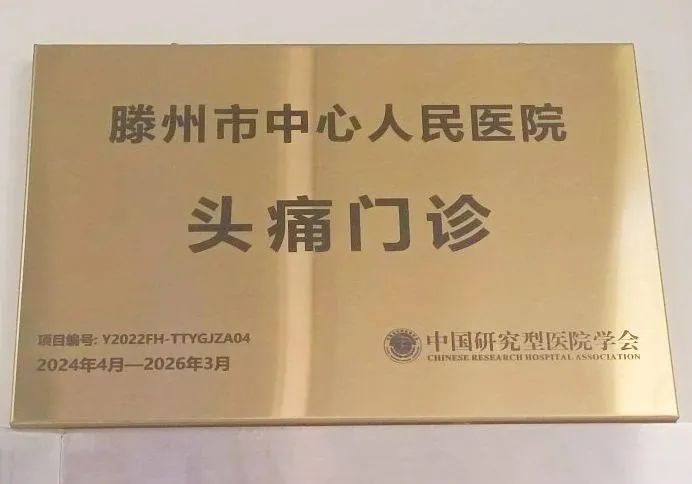 滕州市中心人民医院
头痛门诊
项目编号: Y2022FH-TTYGJZA04
2024年4月—2026年3月
中国研究型医院学会
CHINESE RESEARCH HOSPITAL ASSOCIATION